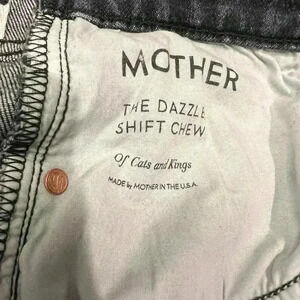 MOTHER
THE DAZZLE
SHIFT CHEW
Of Cats and Kings
MADE by MOTHER IN THE U.S.A.